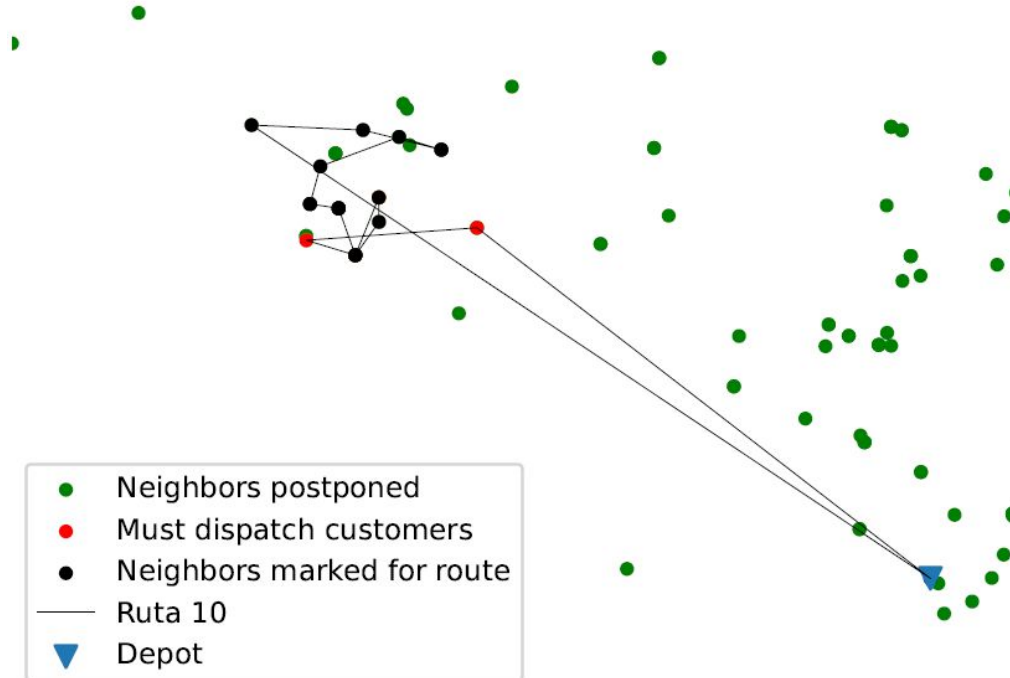 Neighbors postponed
Must dispatch customers
Neighbors marked for route
Ruta 10
Depot